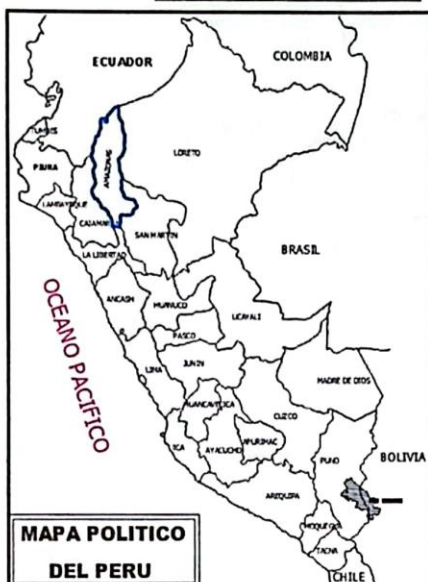 ECUADOR
COLOMBIA
TUMBES
PIURA
LORETO
AMAZONAS
LAMBAYEQUE
CAJAMAR
SAN MARTIN
LA LIBERTAD
BRASIL
ANCASH
HUANUCO
UCAYALI
PASCO
OCEANO PACIFICO
LIMA
JUNIN
MADRE DE DIOS
HUANCAVELICA
CUZCO
ICA
AYACUCHO
APURIMAC
PUNO
BOLIVIA
AREQUIPA
MOQUEGUA
TACNA
CHILE
MAPA POLITICO
DEL PERU